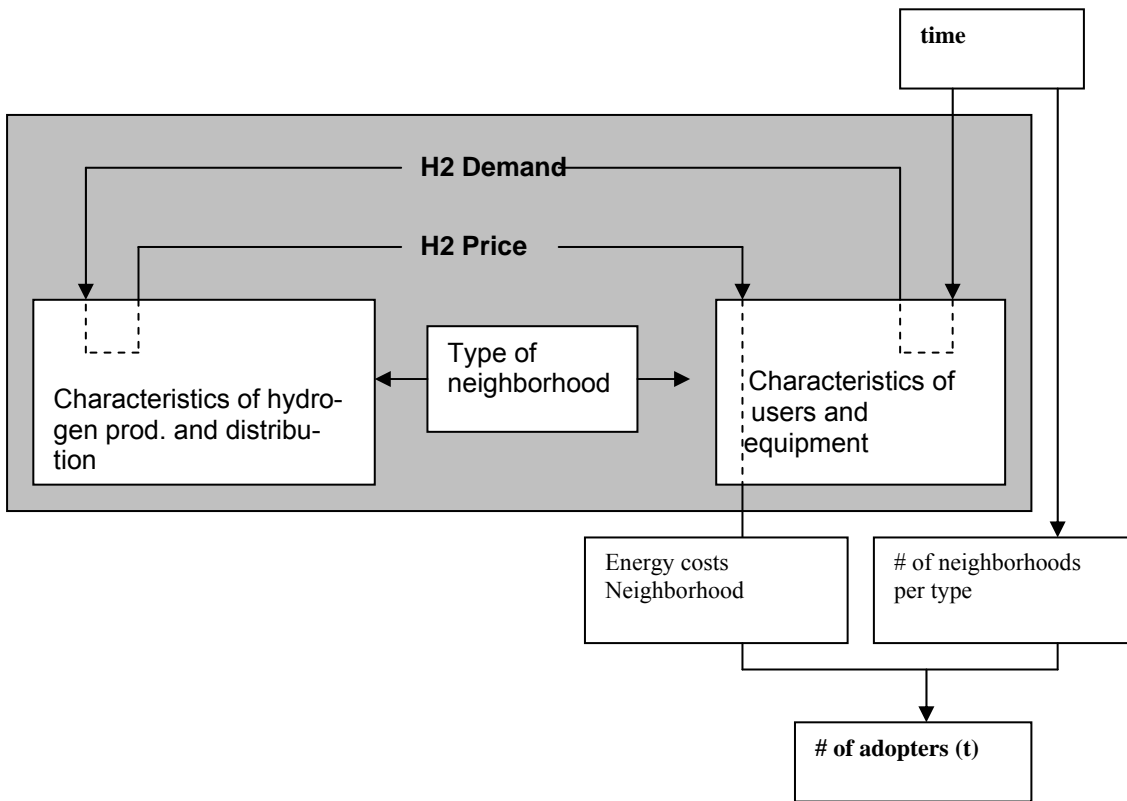 time
H2 Demand
H2 Price
Type of
neighborhood
Characteristics of hydro-
gen prod. and distribu-
tion
Characteristics of
users and
equipment
Energy costs
Neighborhood
# of neighborhoods
per type
# of adopters (t)